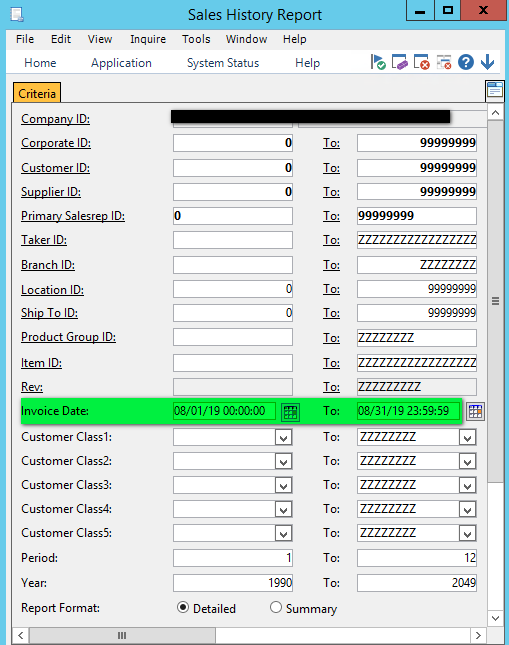 Sales History Report
File Edit View Inquire Tools Window Help
Home Application System Status Help
Criteria
Company ID:
Corporate ID: 0 To: 99999999
Customer ID: 0 To: 99999999
Supplier ID: 0 To: 99999999
Primary Salesrep ID: 0 To: 99999999
Taker ID: To: ZZZZZZZZZZZZZZZZZ
Branch ID: To: ZZZZZZZZ
Location ID: 0 To: 99999999
Ship To ID: 0 To: 99999999
Product Group ID: To: ZZZZZZZZ
Item ID: To: ZZZZZZZZZZZZZZZZZ
Rev: To: ZZZZZZZZZ
Invoice Date: 08/01/19 00:00:00 To: 08/31/19 23:59:59
Customer Class1: To: ZZZZZZZZ
Customer Class2: To: ZZZZZZZZ
Customer Class3: To: ZZZZZZZZ
Customer Class4: To: ZZZZZZZZ
Customer Class5: To: ZZZZZZZZ
Period: 1 To: 12
Year: 1990 To: 2049
Report Format: Detailed Summary